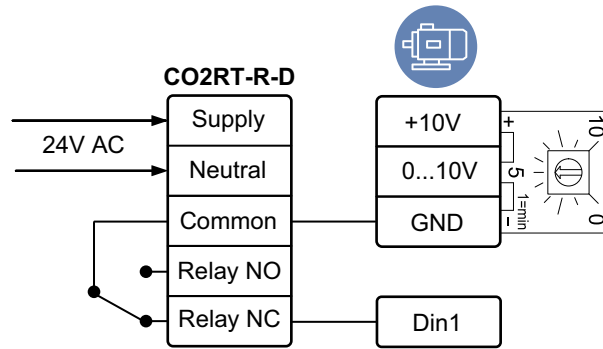 CO2RT-R-D
24V AC
Supply
Neutral
Common
Relay NO
Relay NC
+10V
0...10V
GND
Din1
+
-
10
5
1=min
0